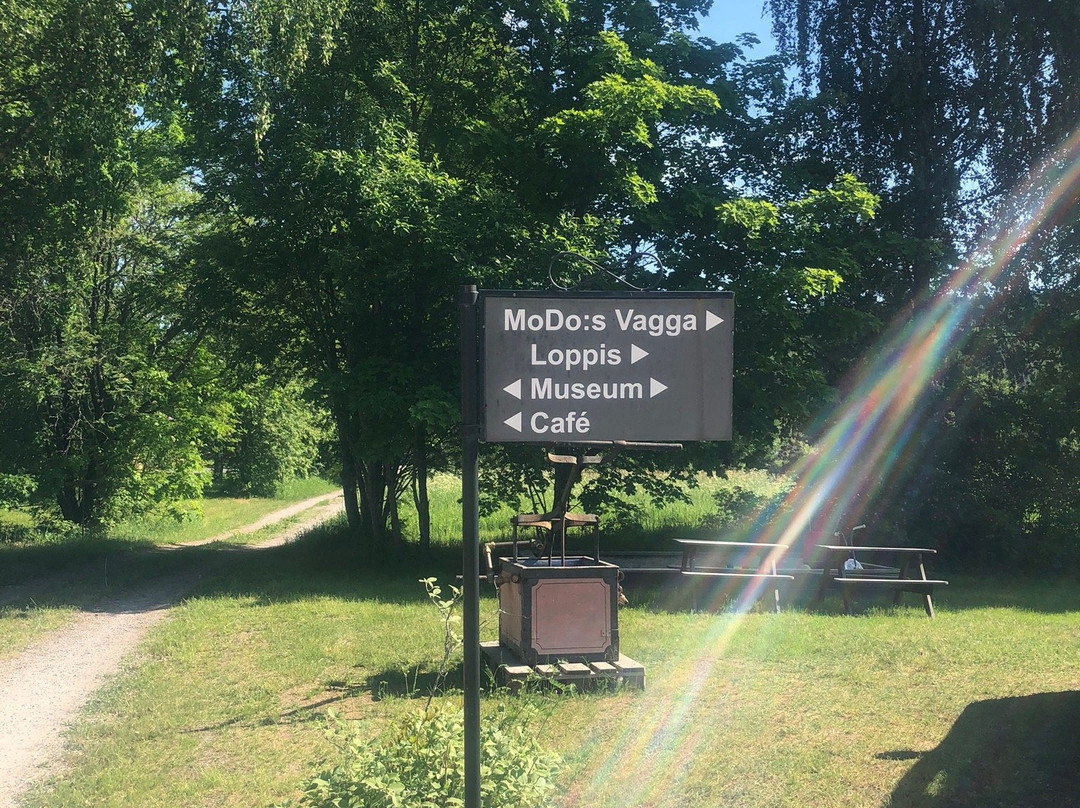 MoDo:s Vagga ▶
Loppis ▶
◀ Museum ▶
◀ Café